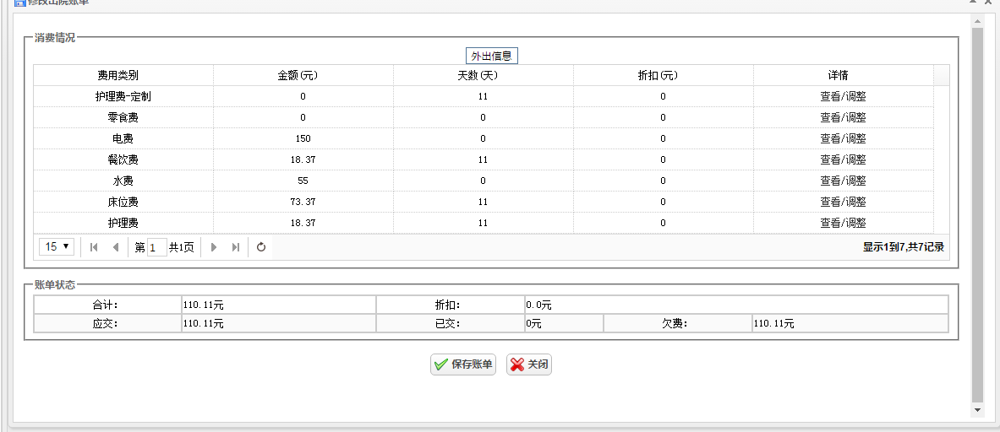 修改出院账单
消费情况
外出信息
费用类别 金额(元) 天数(天) 折扣(元) 详情
护理费-定制 0 11 0 查看/调整
零食费 0 0 0 查看/调整
电费 150 0 0 查看/调整
餐饮费 18.37 11 0 查看/调整
水费 55 0 0 查看/调整
床位费 73.37 11 0 查看/调整
护理费 18.37 11 0 查看/调整
15 第 1 共1页 显示1到7,共7记录
账单状态
合计: 110.11元 折扣: 0.0元
应交: 110.11元 已交: 0元 欠费: 110.11元
保存账单 关闭